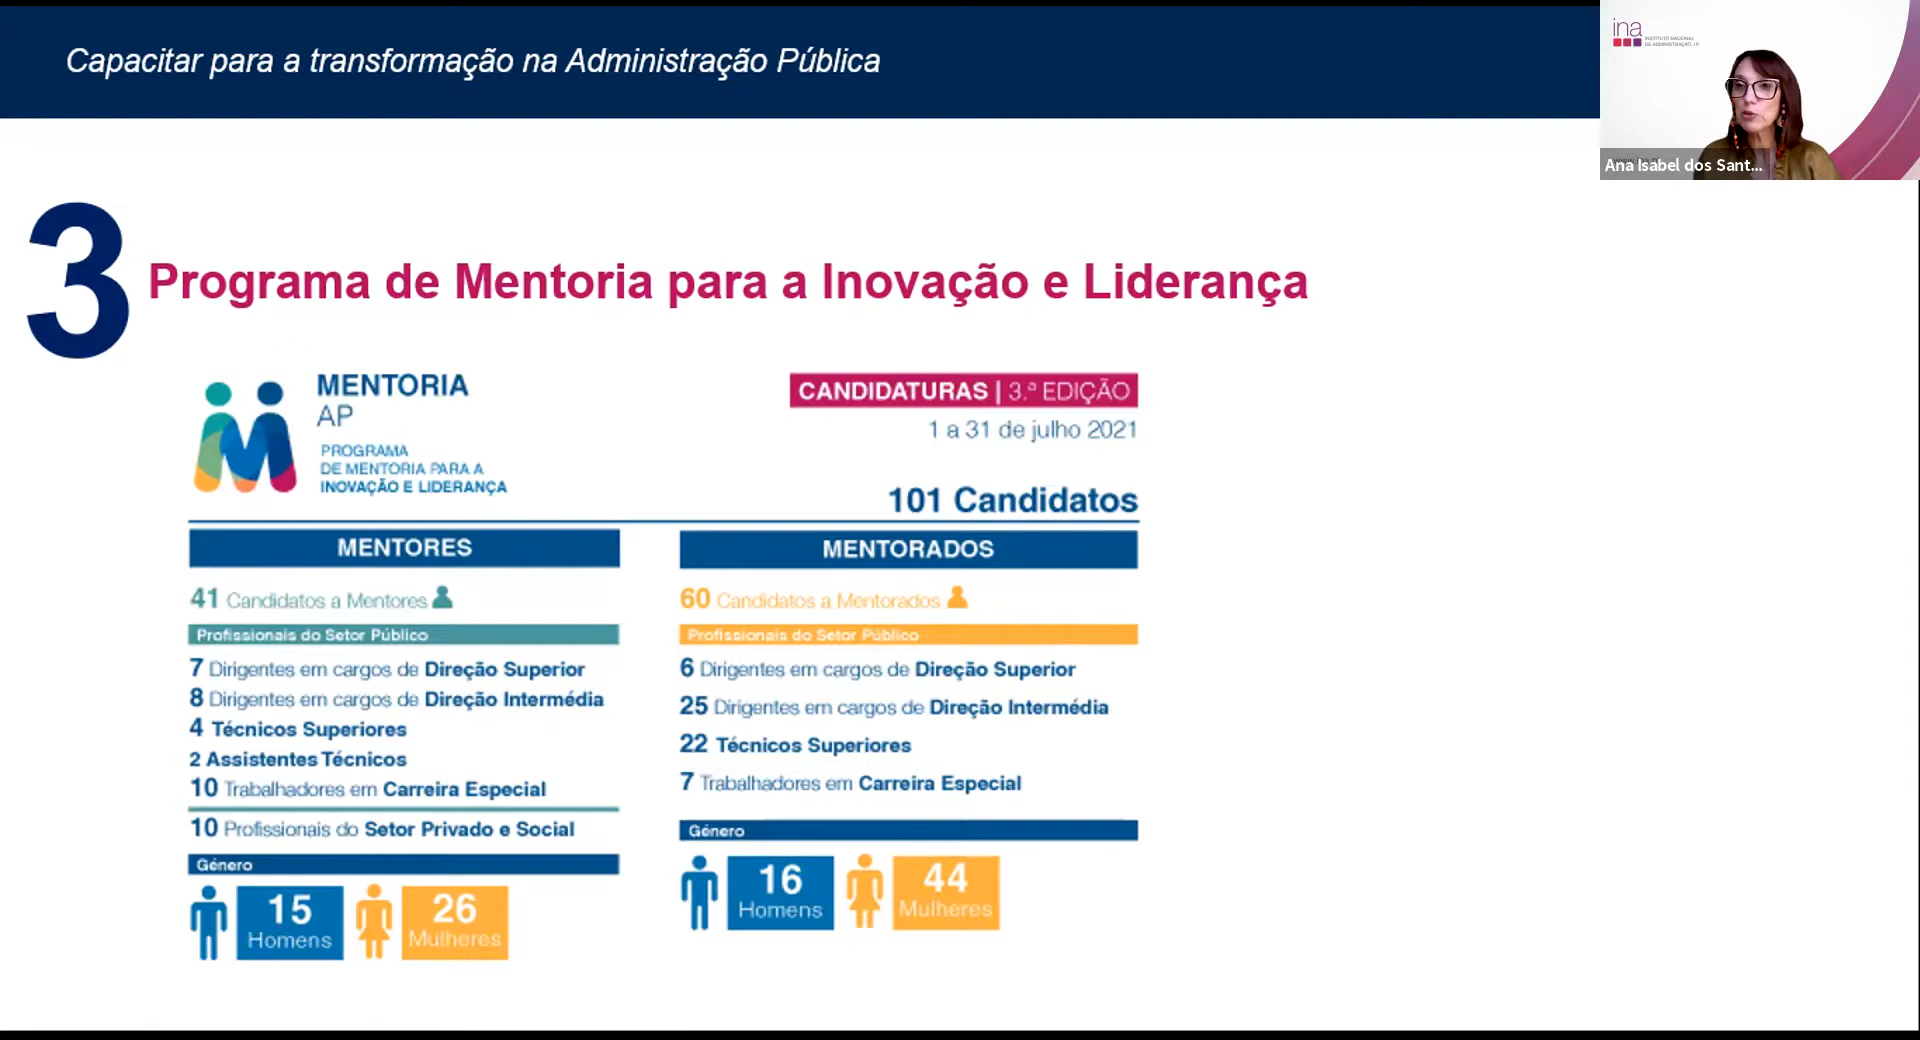 Capacitar para a transformação na Administração Pública
ina
INSTITUTO NACIONAL
DE ADMINISTRAÇÃO, I.P.
Ana Isabel dos Sant...
3
Programa de Mentoria para a Inovação e Liderança
MENTORIA
AP
PROGRAMA
DE MENTORIA PARA A
INOVAÇÃO E LIDERANÇA
CANDIDATURAS | 3.ª EDIÇÃO
1 a 31 de julho 2021
101 Candidatos
MENTORES
41 Candidatos a Mentores
Profissionais do Setor Público
7 Dirigentes em cargos de Direção Superior
8 Dirigentes em cargos de Direção Intermédia
4 Técnicos Superiores
2 Assistentes Técnicos
10 Trabalhadores em Carreira Especial
10 Profissionais do Setor Privado e Social
Género
15
Homens
26
Mulheres
MENTORADOS
60 Candidatos a Mentorados
Profissionais do Setor Público
6 Dirigentes em cargos de Direção Superior
25 Dirigentes em cargos de Direção Intermédia
22 Técnicos Superiores
7 Trabalhadores em Carreira Especial
Género
16
Homens
44
Mulheres